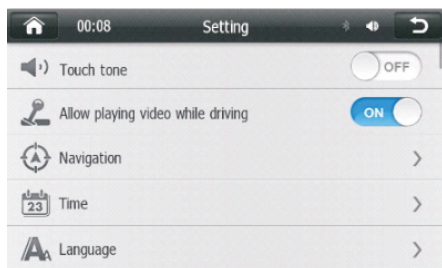 00:08 Setting
Touch tone OFF
Allow playing video while driving ON
Navigation
23 Time
Language